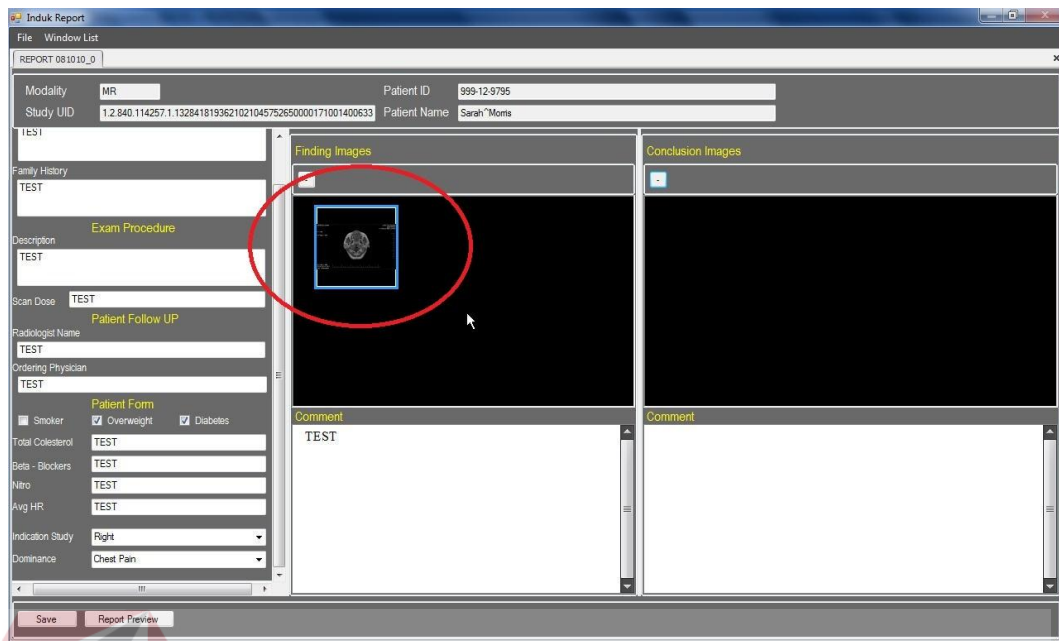 Induk Report
File Window List
REPORT 081010_0
Modality MR Patient ID 999-12-9795
Study UID 1.2.840.114257.1.13284181936210210457526500001710014006​33 Patient Name Sarah^Morris
TEST
Finding Images Conclusion Images
Family History
TEST
- -
Exam Procedure
Description
TEST
Scan Dose TEST
Patient Follow UP
Radiologist Name
TEST
Ordering Physician
TEST
Patient Form
Smoker Overweight Diabetes
Total Colesterol TEST
Beta - Blockers TEST
Nitro TEST
Avg HR TEST
Indication Study Right
Dominance Chest Pain
Comment Comment
TEST
Save Report Preview